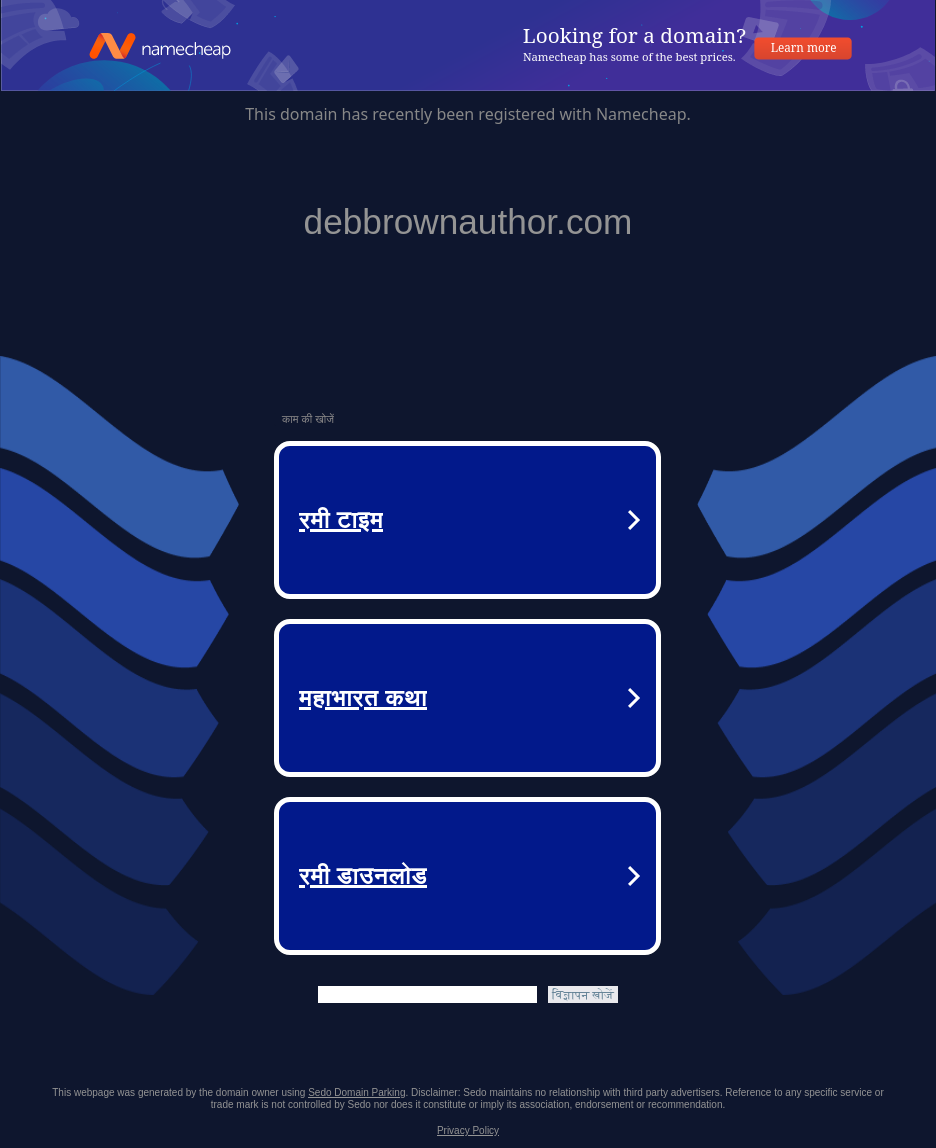 namecheap
Looking for a domain?
Namecheap has some of the best prices.
Learn more
This domain has recently been registered with Namecheap.
debbrownauthor.com
काम की खोजें
रमी टाइम
महाभारत कथा
रमी डाउनलोड
विज्ञापन खोजें
This webpage was generated by the domain owner using Sedo Domain Parking. Disclaimer: Sedo maintains no relationship with third party advertisers. Reference to any specific service or
trade mark is not controlled by Sedo nor does it constitute or imply its association, endorsement or recommendation.
Privacy Policy